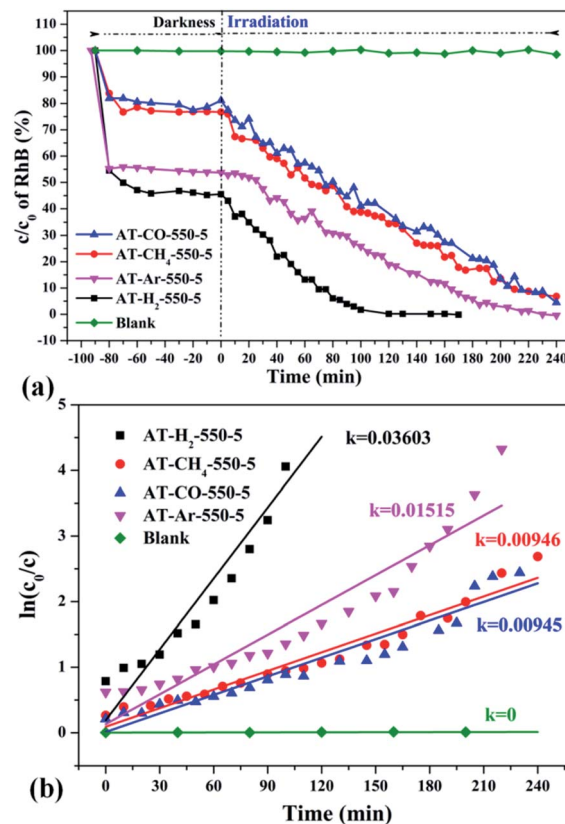 Darkness
Irradiation
110
100
90
80
70
60
50
40
30
20
10
0
-10
c/c₀ of RhB (%)
AT-CO-550-5
AT-CH₄-550-5
AT-Ar-550-5
AT-H₂-550-5
Blank
-100 -80 -60 -40 -20 0 20 40 60 80 100 120 140 160 180 200 220 240
Time (min)
(a)
5
4
3
2
1
0
ln(c₀/c)
AT-H₂-550-5
AT-CH₄-550-5
AT-CO-550-5
AT-Ar-550-5
Blank
k=0.03603
k=0.01515
k=0.00946
k=0.00945
k=0
0 30 60 90 120 150 180 210 240
Time (min)
(b)